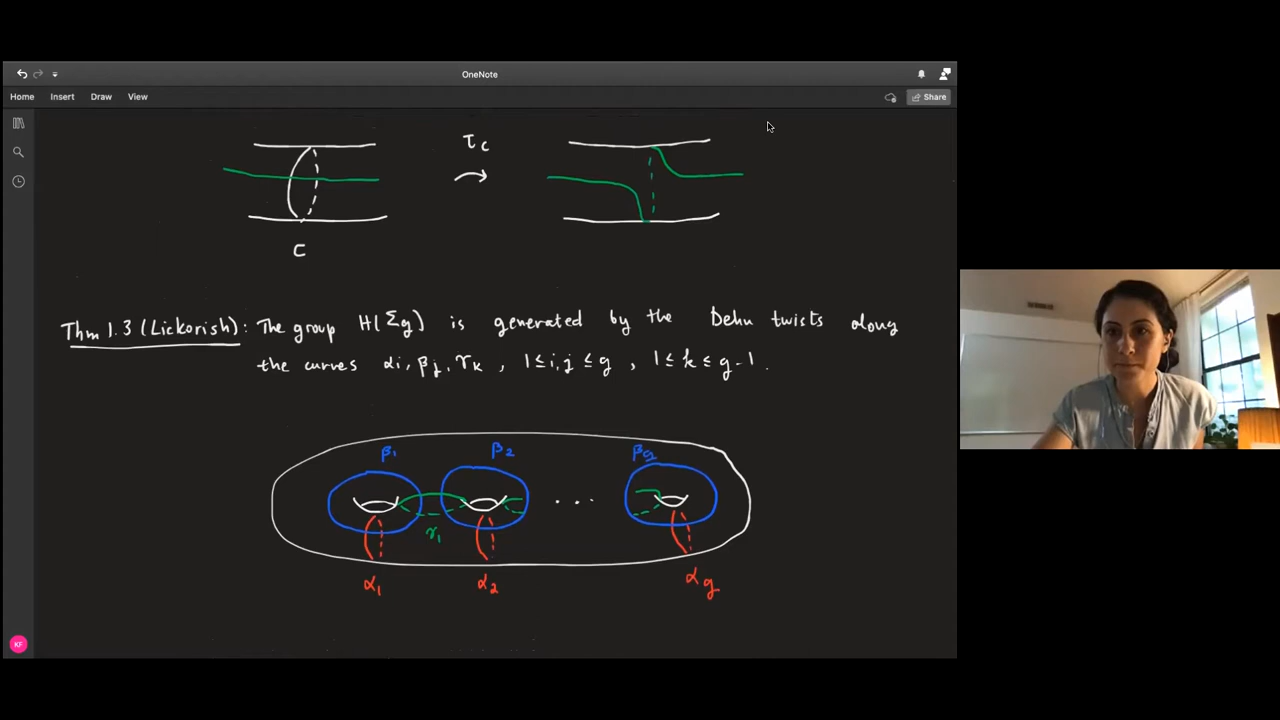 OneNote
Home Insert Draw View Share
τc
C
Thm 1.3 (Lickorish): The group H(Σg) is generated by the Dehn twists along
the curves αi, βj, γk , 1 ≤ i,j ≤ g , 1 ≤ k ≤ g-1 .
β1 β2 βg
...
γ1
α1 α2 αg
KF